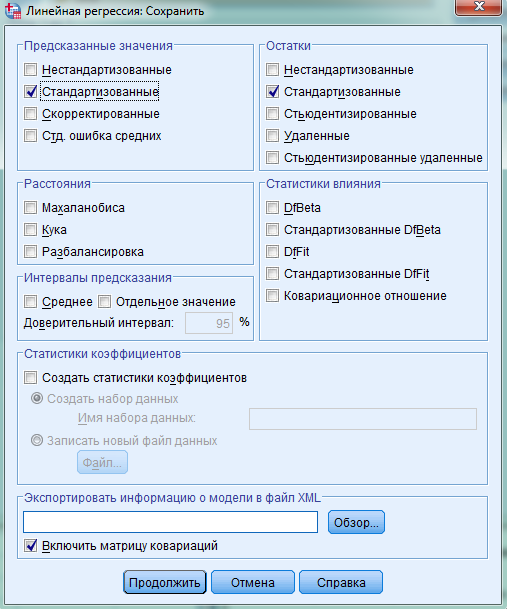 Линейная регрессия: Сохранить
Предсказанные значения
Нестандартизованные
Стандартизованные
Скорректированные
Стд. ошибка средних
Остатки
Нестандартизованные
Стандартизованные
Стьюдентизированные
Удаленные
Стьюдентизированные удаленные
Расстояния
Махаланобиса
Кука
Разбалансировка
Статистики влияния
DfBeta
Стандартизованные DfBeta
DfFit
Стандартизованные DfFit
Ковариационное отношение
Интервалы предсказания
Среднее Отдельное значение
Доверительный интервал: 95 %
Статистики коэффициентов
Создать статистики коэффициентов
Создать набор данных
Имя набора данных:
Записать новый файл данных
Файл...
Экспортировать информацию о модели в файл XML
Обзор...
Включить матрицу ковариаций
Продолжить Отмена Справка